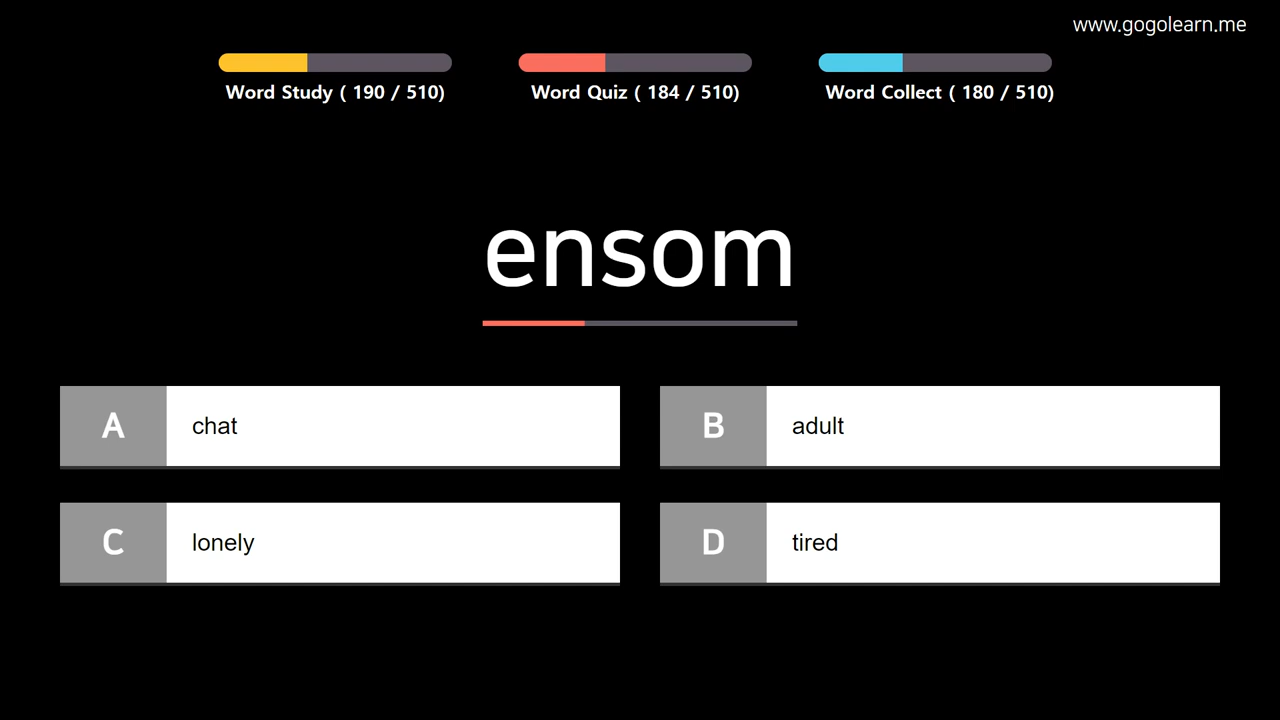 www.gogolearn.me
Word Study ( 190 / 510)
Word Quiz ( 184 / 510)
Word Collect ( 180 / 510)
ensom
A chat
B adult
C lonely
D tired